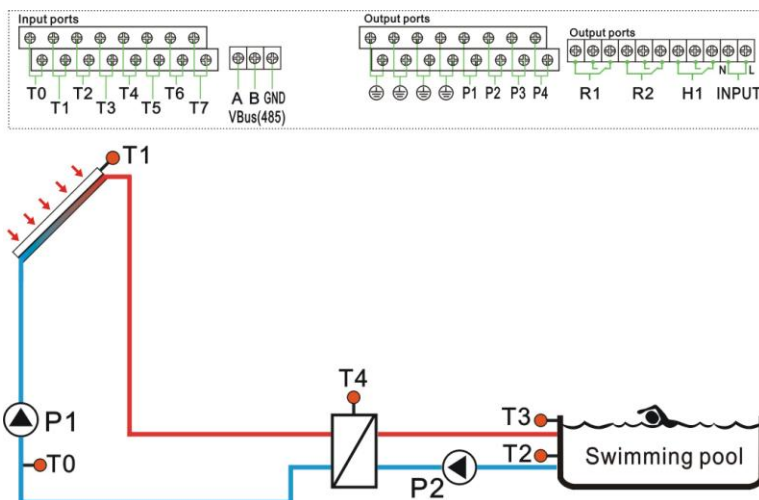 Input ports
T0 T1 T2 T3 T4 T5 T6 T7
A B GND
VBus(485)
Output ports
P1 P2 P3 P4
Output ports
N L
R1 R2 H1 INPUT
T1
P1
T0
T4
P2
T3
T2
Swimming pool